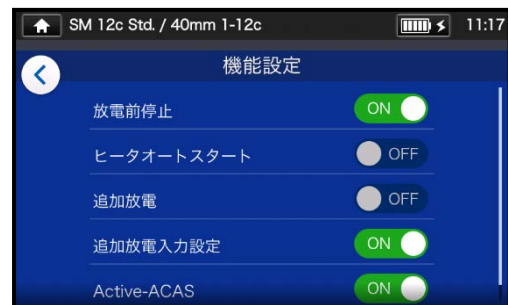 SM 12c Std. / 40mm 1-12c 11:17
機能設定
放電前停止 ON
ヒータオートスタート OFF
追加放電 OFF
追加放電入力設定 ON
Active-ACAS ON